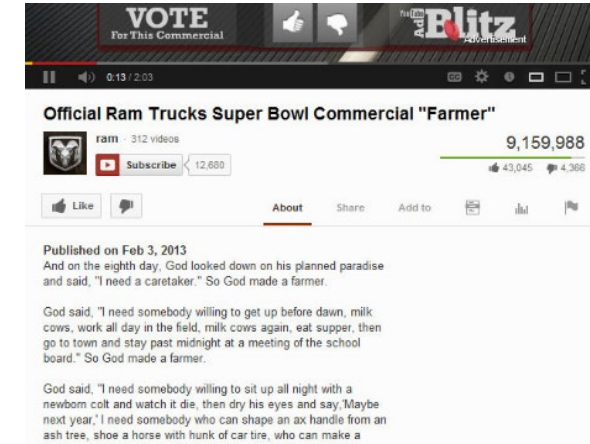 VOTE
For This Commercial
YouTube
AdBlitz
Advertisement
0:13 / 2:03
CC
Official Ram Trucks Super Bowl Commercial "Farmer"
ram · 312 videos
Subscribe 12,680
9,159,988
43,045 4,366
Like
About Share Add to
Published on Feb 3, 2013
And on the eighth day, God looked down on his planned paradise
and said, "I need a caretaker." So God made a farmer.
God said, "I need somebody willing to get up before dawn, milk
cows, work all day in the field, milk cows again, eat supper, then
go to town and stay past midnight at a meeting of the school
board." So God made a farmer.
God said, "I need somebody willing to sit up all night with a
newborn colt and watch it die, then dry his eyes and say,'Maybe
next year,' I need somebody who can shape an ax handle from an
ash tree, shoe a horse with hunk of car tire, who can make a